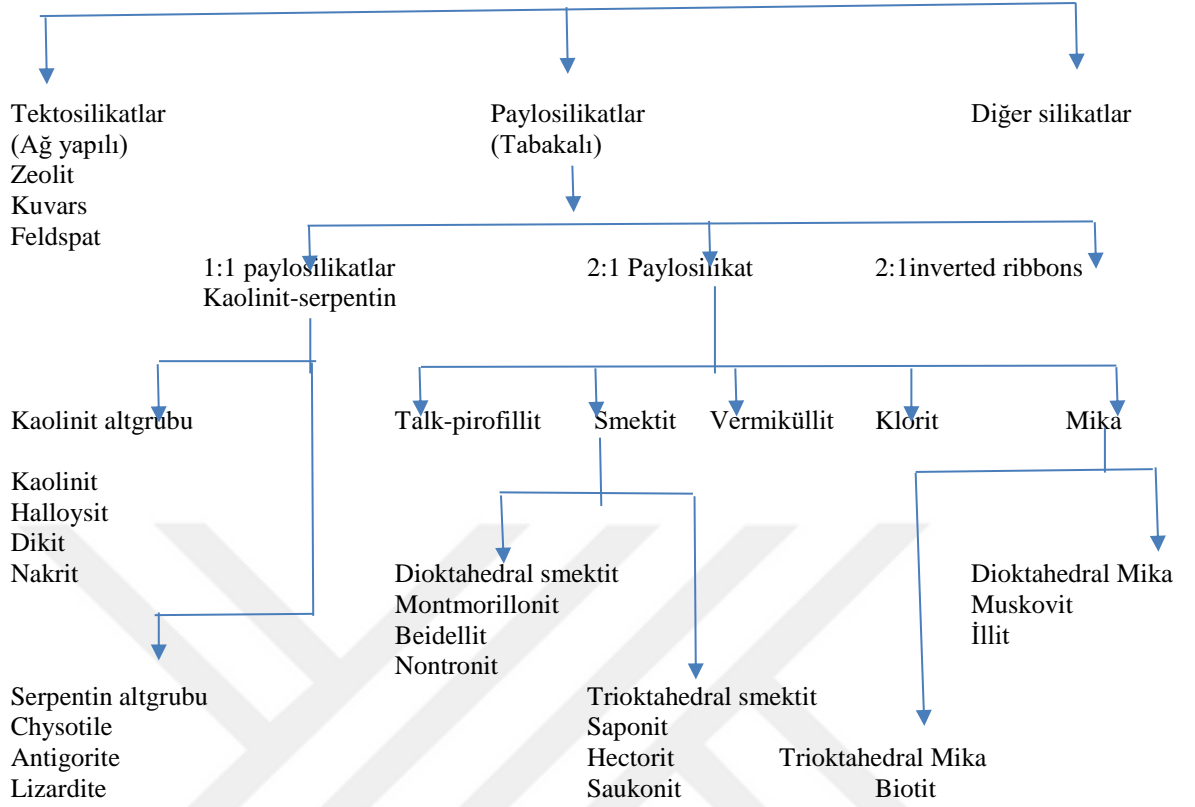 Tektosilikatlar
(Ağ yapılı)
Zeolit
Kuvars
Feldspat
Paylosilikatlar
(Tabakalı)
Diğer silikatlar
1:1 paylosilikatlar
Kaolinit-serpentin
2:1 Paylosilikat
2:1inverted ribbons
Kaolinit altgrubu
Kaolinit
Halloysit
Dikit
Nakrit
Talk-pirofillit
Smektit
Vermiküllit
Klorit
Mika
Dioktahedral smektit
Montmorillonit
Beidellit
Nontronit
Dioktahedral Mika
Muskovit
İllit
Serpentin altgrubu
Chysotile
Antigorite
Lizardite
Trioktahedral smektit
Saponit
Hectorit
Saukonit
Trioktahedral Mika
Biotit